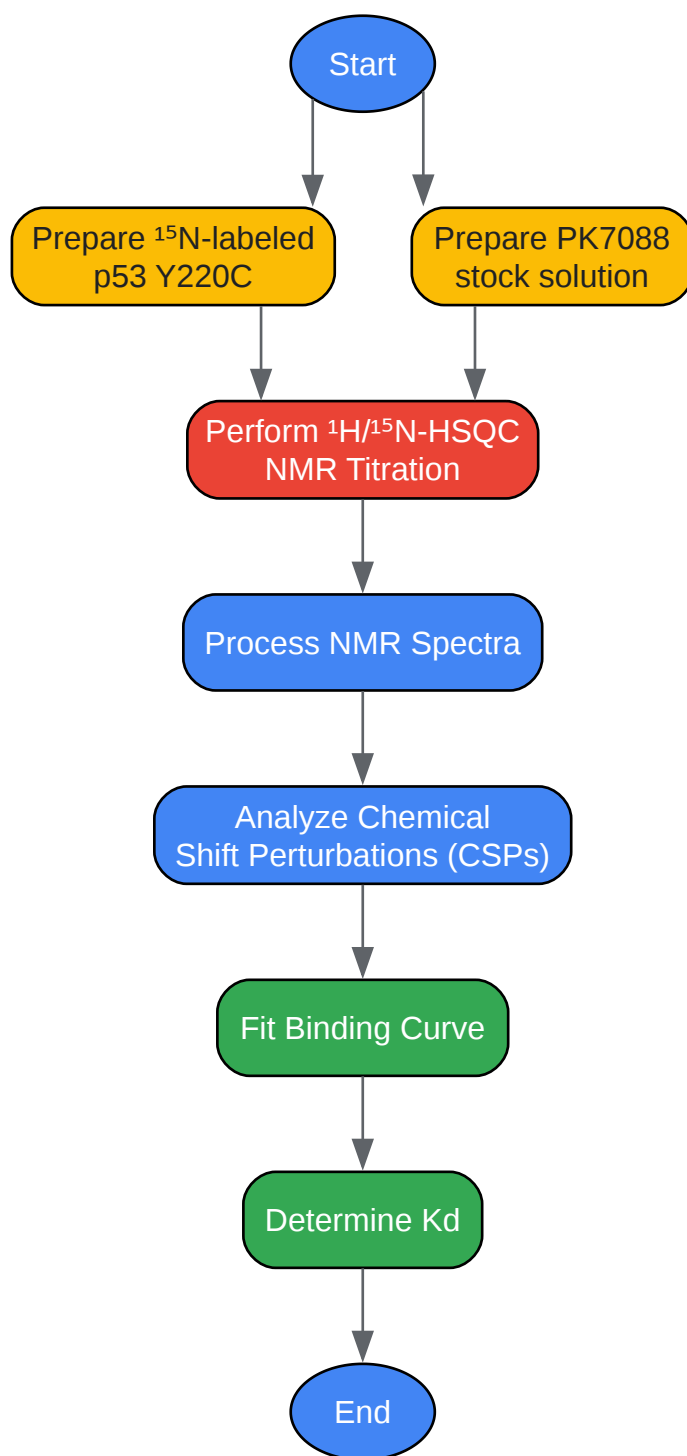 Start
Prepare ¹⁵N-labeled
p53 Y220C
Prepare PK7088
stock solution
Perform ¹H/¹⁵N-HSQC
NMR Titration
Process NMR Spectra
Analyze Chemical
Shift Perturbations (CSPs)
Fit Binding Curve
Determine Kd
End